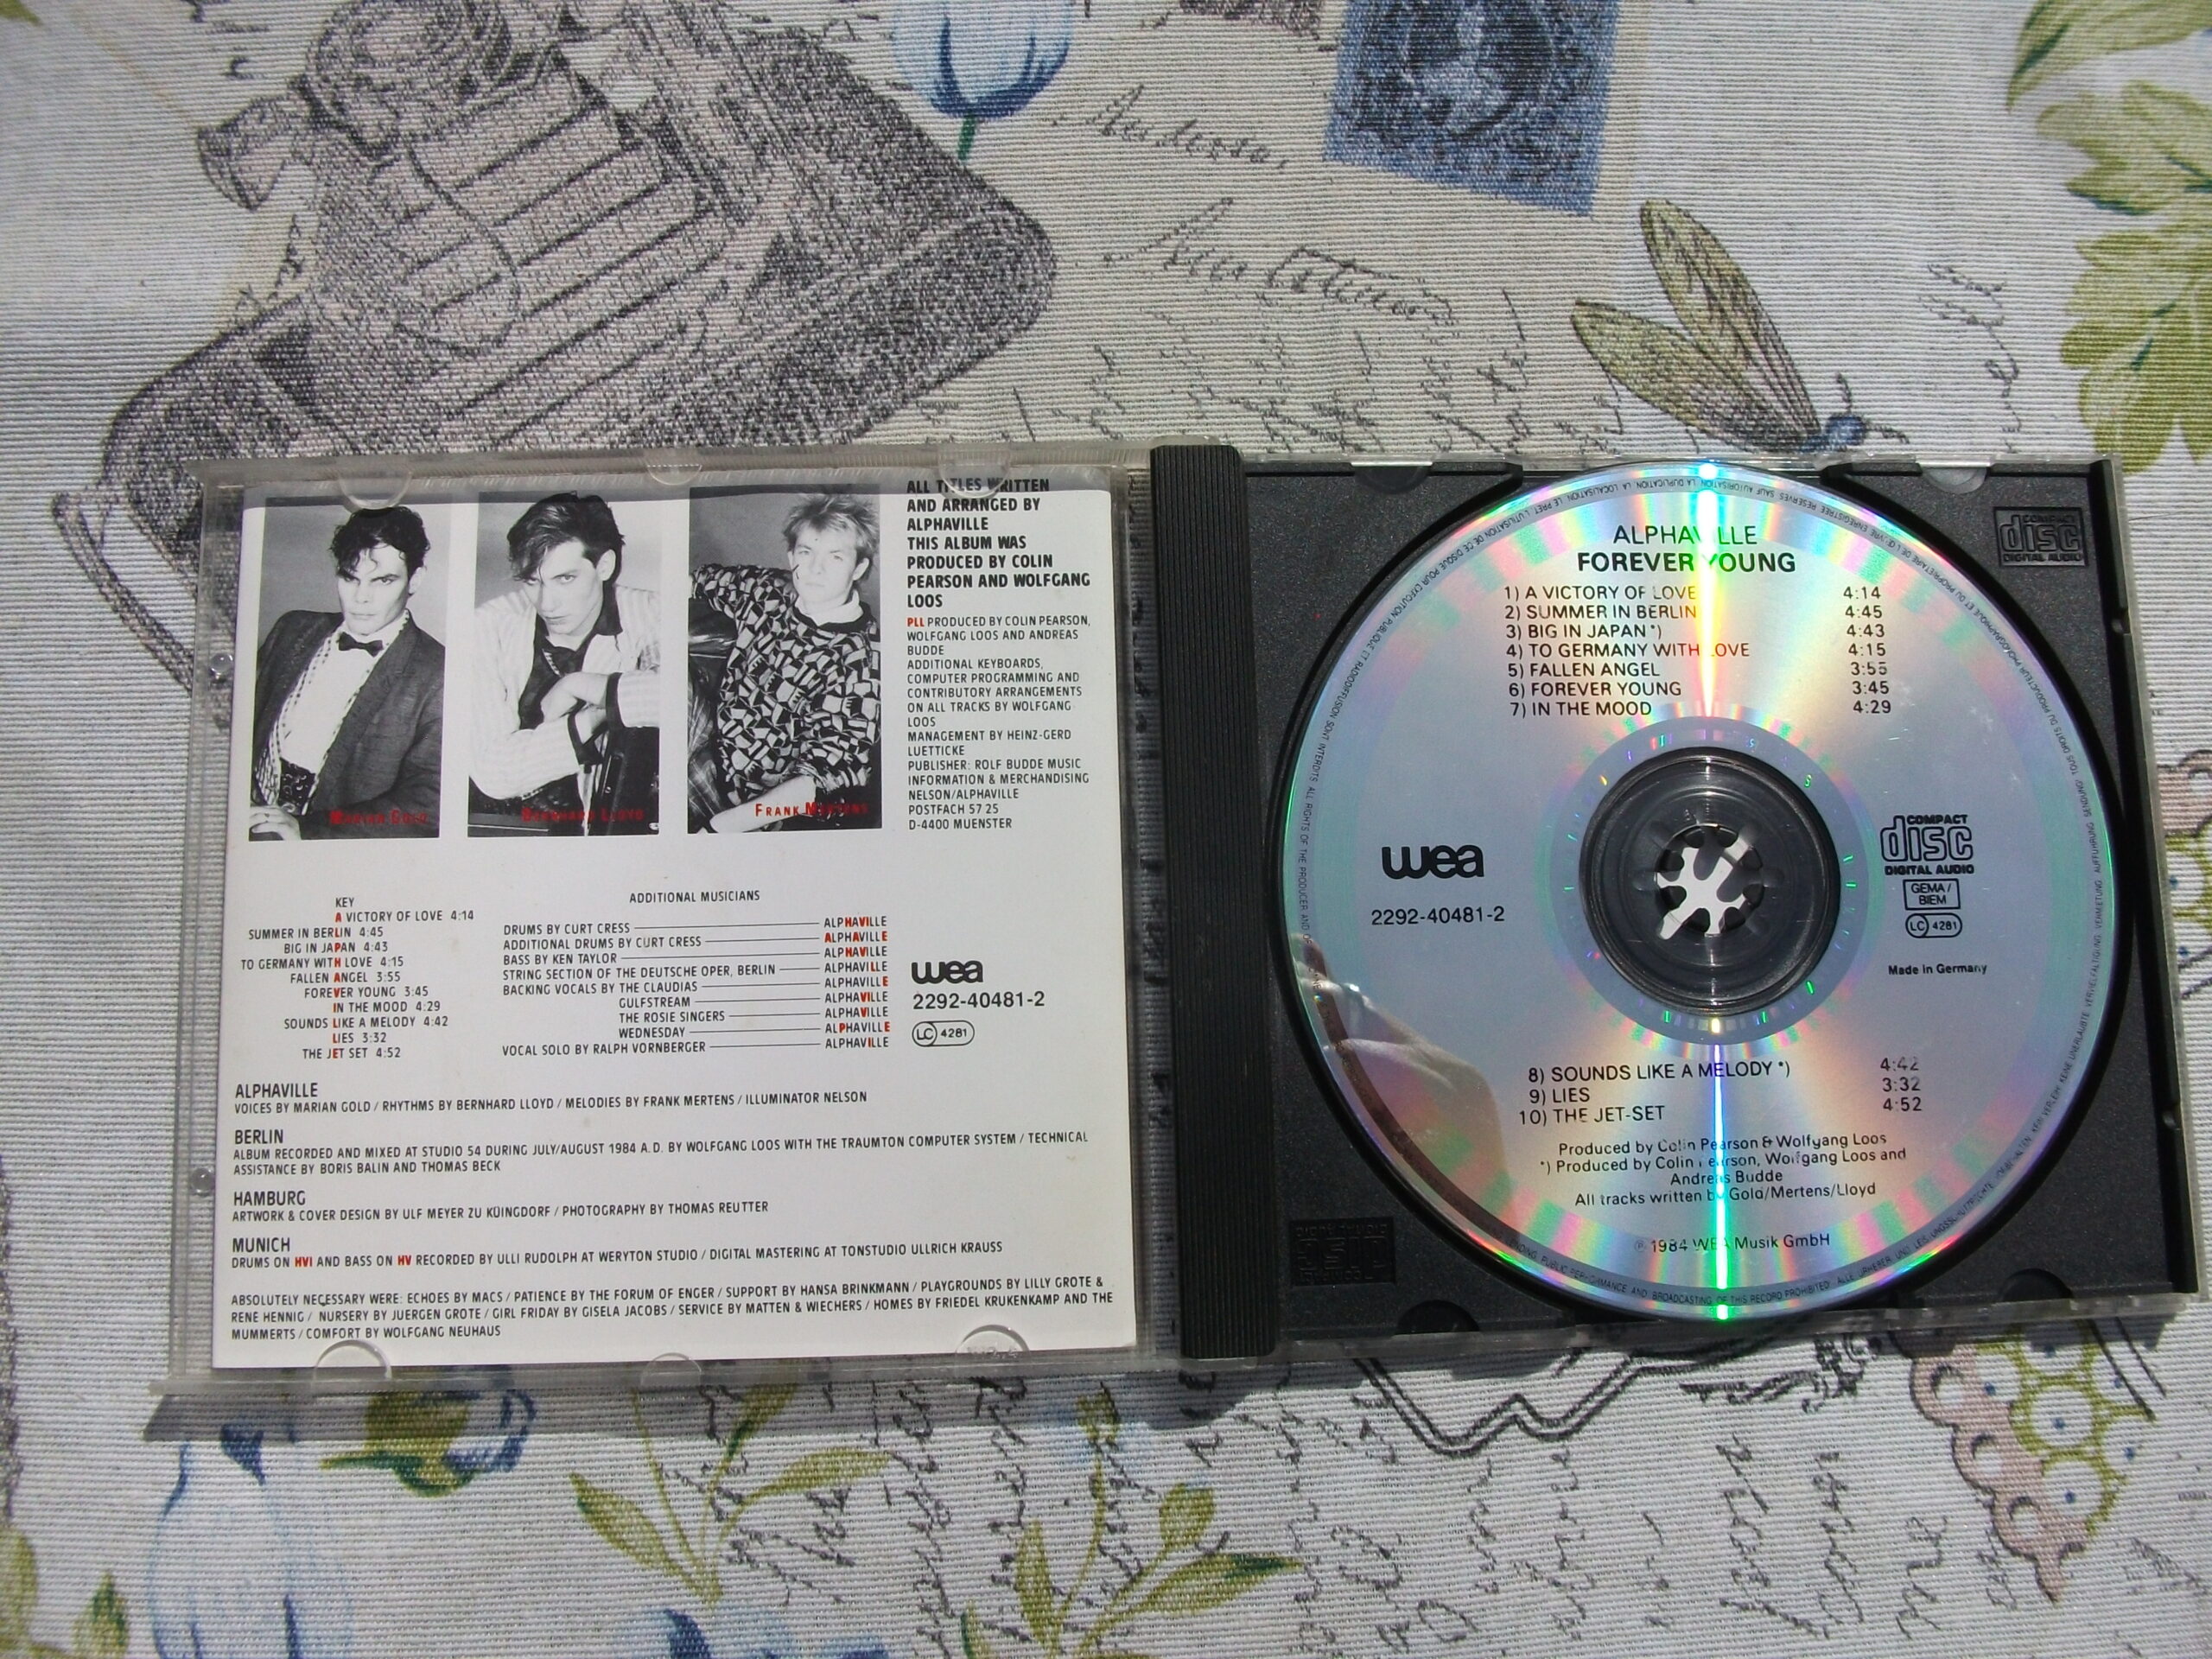 ALL TITLES WRITTEN
AND ARRANGED BY
ALPHAVILLE
THIS ALBUM WAS
PRODUCED BY COLIN
PEARSON AND WOLFGANG
LOOS
PLL PRODUCED BY COLIN PEARSON,
WOLFGANG LOOS AND ANDREAS
BUDDE
ADDITIONAL KEYBOARDS,
COMPUTER PROGRAMMING AND
CONTRIBUTORY ARRANGEMENTS
ON ALL TRACKS BY WOLFGANG
LOOS
MANAGEMENT BY HEINZ-GERD
LUETTICKE
PUBLISHER: ROLF BUDDE MUSIC
INFORMATION & MERCHANDISING
NELSON/ALPHAVILLE
POSTFACH 57 25
D-4400 MUENSTER
MARIAN GOLD
BERNHARD LLOYD
FRANK MERTENS
KEY
A VICTORY OF LOVE 4:14
SUMMER IN BERLIN 4:45
BIG IN JAPAN 4:43
TO GERMANY WITH LOVE 4:15
FALLEN ANGEL 3:55
FOREVER YOUNG 3:45
IN THE MOOD 4:29
SOUNDS LIKE A MELODY 4:42
LIES 3:32
THE JET SET 4:52
ADDITIONAL MUSICIANS
DRUMS BY CURT CRESS ALPHAVILLE
ADDITIONAL DRUMS BY CURT CRESS ALPHAVILLE
BASS BY KEN TAYLOR ALPHAVILLE
STRING SECTION OF THE DEUTSCHE OPER, BERLIN ALPHAVILLE
BACKING VOCALS BY THE CLAUDIAS ALPHAVILLE
GULFSTREAM ALPHAVILLE
THE ROSIE SINGERS ALPHAVILLE
WEDNESDAY ALPHAVILLE
VOCAL SOLO BY RALPH VORNBERGER ALPHAVILLE
wea
2292-40481-2
LC 4281
ALPHAVILLE
VOICES BY MARIAN GOLD / RHYTHMS BY BERNHARD LLOYD / MELODIES BY FRANK MERTENS / ILLUMINATOR NELSON
BERLIN
ALBUM RECORDED AND MIXED AT STUDIO 54 DURING JULY/AUGUST 1984 A.D. BY WOLFGANG LOOS WITH THE TRAUMTON COMPUTER SYSTEM / TECHNICAL
ASSISTANCE BY BORIS BALIN AND THOMAS BECK
HAMBURG
ARTWORK & COVER DESIGN BY ULF MEYER ZU KÜINGDORF / PHOTOGRAPHY BY THOMAS REUTTER
MUNICH
DRUMS ON HVI AND BASS ON HV RECORDED BY ULLI RUDOLPH AT WERYTON STUDIO / DIGITAL MASTERING AT TONSTUDIO ULLRICH KRAUSS
ABSOLUTELY NECESSARY WERE: ECHOES BY MACS / PATIENCE BY THE FORUM OF ENGER / SUPPORT BY HANSA BRINKMANN / PLAYGROUNDS BY LILLY GROTE &
RENE HENNIG / NURSERY BY JUERGEN GROTE / GIRL FRIDAY BY GISELA JACOBS / SERVICE BY MATTEN & WIECHERS / HOMES BY FRIEDEL KRUKENKAMP AND THE
MUMMERTS / COMFORT BY WOLFGANG NEUHAUS
COMPACT
disc
DIGITAL AUDIO
ALPHAVILLE
FOREVER YOUNG
1) A VICTORY OF LOVE 4:14
2) SUMMER IN BERLIN 4:45
3) BIG IN JAPAN *) 4:43
4) TO GERMANY WITH LOVE 4:15
5) FALLEN ANGEL 3:55
6) FOREVER YOUNG 3:45
7) IN THE MOOD 4:29
wea
2292-40481-2
COMPACT
disc
DIGITAL AUDIO
GEMA/
BIEM
LC 4281
Made in Germany
8) SOUNDS LIKE A MELODY *) 4:42
9) LIES 3:32
10) THE JET-SET 4:52
Produced by Colin Pearson & Wolfgang Loos
*) Produced by Colin Pearson, Wolfgang Loos and
Andreas Budde
All tracks written by Gold/Mertens/Lloyd
℗ 1984 WEA Musik GmbH